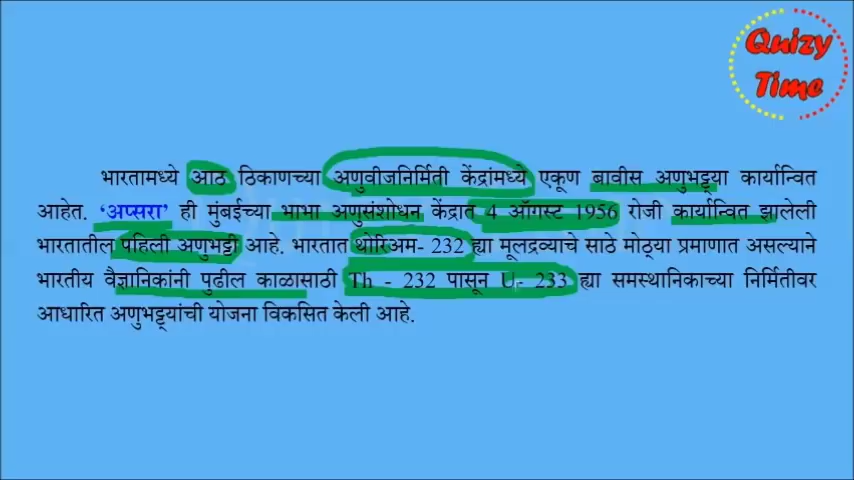 Quizy
Time
भारतामध्ये आठ ठिकाणच्या अणुवीजनिर्मिती केंद्रांमध्ये एकूण बावीस अणुभट्ट्या कार्यान्वित
आहेत. ‘अप्सरा’ ही मुंबईच्या भाभा अणुसंशोधन केंद्रात 4 ऑगस्ट 1956 रोजी कार्यान्वित झालेली
भारतातील पहिली अणुभट्टी आहे. भारतात थोरिअम- 232 ह्या मूलद्रव्याचे साठे मोठ्या प्रमाणात असल्याने
भारतीय वैज्ञानिकांनी पुढील काळासाठी Th - 232 पासून U- 233 ह्या समस्थानिकाच्या निर्मितीवर
आधारित अणुभट्ट्यांची योजना विकसित केली आहे.